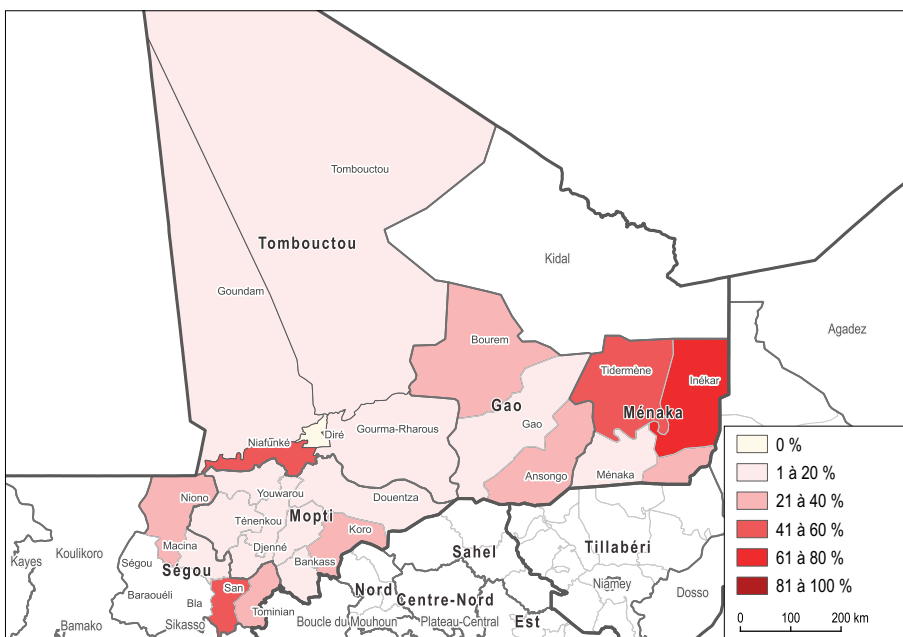 Tombouctou
Tombouctou
Kidal
Goundam
Agadez
Bourem
Tidermène
Inékar
Gao
Ménaka
Niafunké
Diré
Gourma-Rharous
Gao
Ansongo
Ménaka
Niono
Youwarou
Douentza
Ténenkou
Mopti
Koro
Macina
Djenné
Bankass
Kayes
Koulikoro
Ségou
Ségou
Sahel
Tillabéri
Baraouéli
Bla
San
Tominian
Nord
Centre-Nord
Niamey
Dosso
Bamako
Sikasso
Boucle du Mouhoun
Plateau-Central
Est
0 %
1 à 20 %
21 à 40 %
41 à 60 %
61 à 80 %
81 à 100 %
0 100 200 km